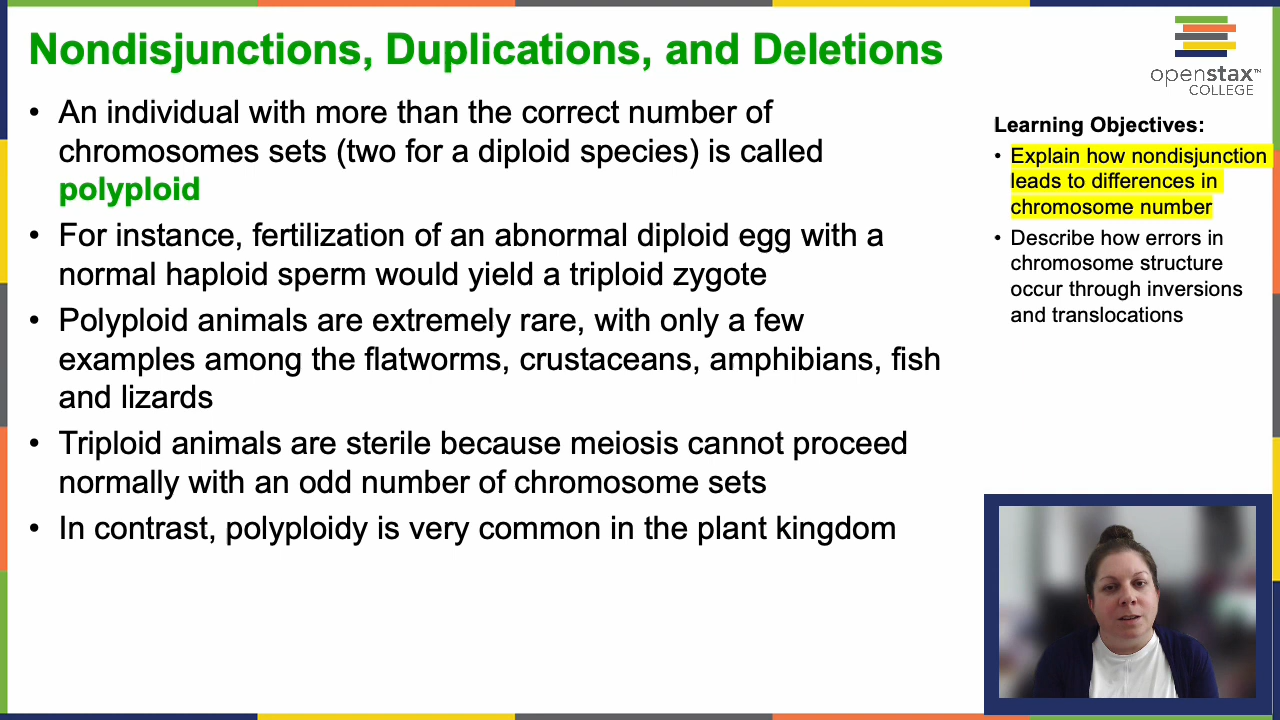 Nondisjunctions, Duplications, and Deletions
• An individual with more than the correct number of
chromosomes sets (two for a diploid species) is called
polyploid
• For instance, fertilization of an abnormal diploid egg with a
normal haploid sperm would yield a triploid zygote
• Polyploid animals are extremely rare, with only a few
examples among the flatworms, crustaceans, amphibians, fish
and lizards
• Triploid animals are sterile because meiosis cannot proceed
normally with an odd number of chromosome sets
• In contrast, polyploidy is very common in the plant kingdom
openstax™
COLLEGE
Learning Objectives:
• Explain how nondisjunction
leads to differences in
chromosome number
• Describe how errors in
chromosome structure
occur through inversions
and translocations